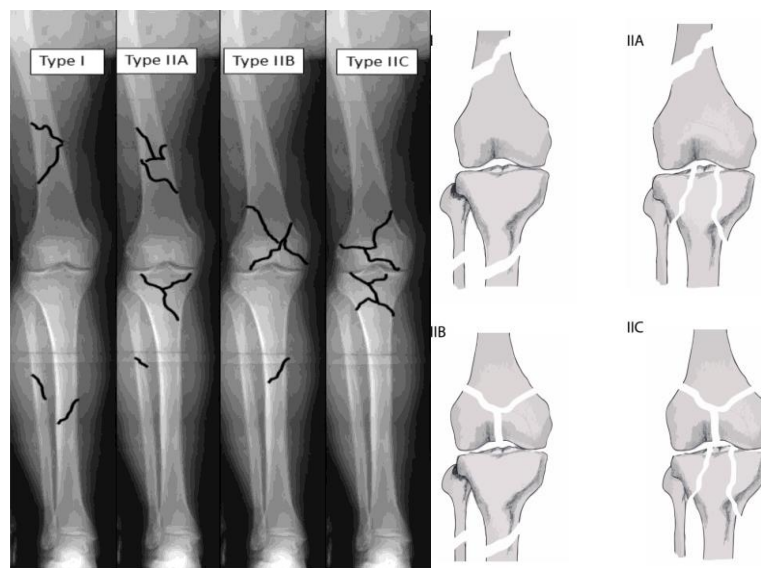 Type I
Type IIA
Type IIB
Type IIC
I
IIA
IIB
IIC